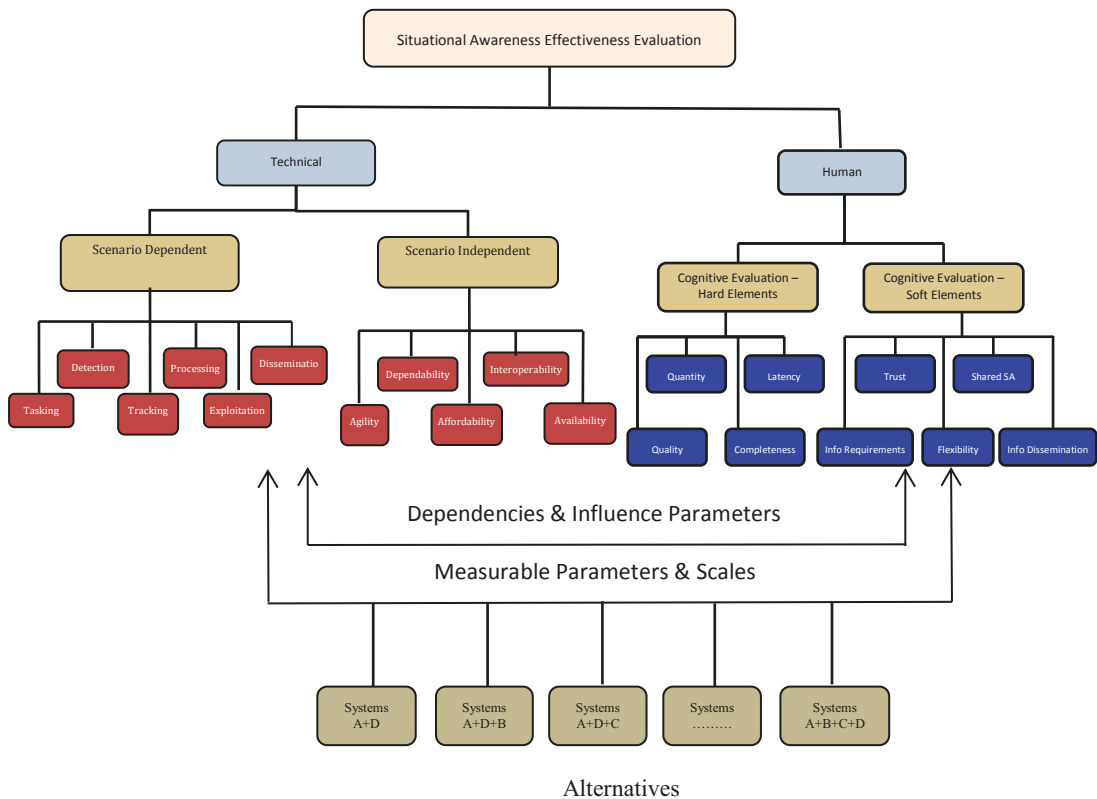 Situational Awareness Effectiveness Evaluation
Technical
Human
Scenario Dependent
Scenario Independent
Cognitive Evaluation –
Hard Elements
Cognitive Evaluation –
Soft Elements
Detection
Processing
Disseminatio
Tasking
Tracking
Exploitation
Dependability
Interoperability
Agility
Affordability
Availability
Quantity
Latency
Quality
Completeness
Trust
Shared SA
Info Requirements
Flexibility
Info Dissemination
Dependencies & Influence Parameters
Measurable Parameters & Scales
Systems
A+D
Systems
A+D+B
Systems
A+D+C
Systems
………
Systems
A+B+C+D
Alternatives